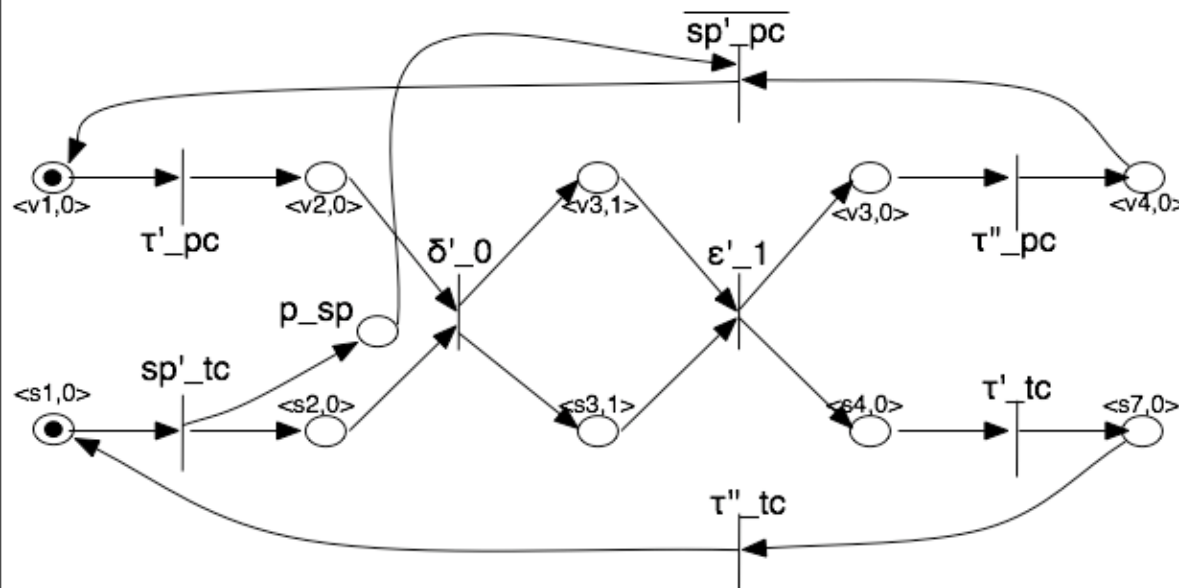 sp'_pc
<v1,0>
<v2,0>
<v3,1>
<v3,0>
<v4,0>
τ'_pc
τ"_pc
δ'_0
ε'_1
p_sp
sp'_tc
τ'_tc
<s1,0>
<s2,0>
<s3,1>
<s4,0>
<s7,0>
τ"_tc